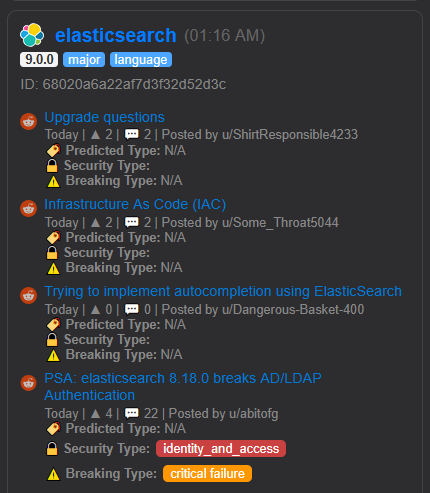 elasticsearch (01:16 AM)
9.0.0 major language
ID: 68020a6a22af7d3f32d52d3c
Upgrade questions
Today | ▲ 2 | 💬 2 | Posted by u/ShirtResponsible4233
🏷️ Predicted Type: N/A
🔒 Security Type:
⚠️ Breaking Type: N/A
Infrastructure As Code (IAC)
Today | ▲ 2 | 💬 2 | Posted by u/Some_Throat5044
🏷️ Predicted Type: N/A
🔒 Security Type:
⚠️ Breaking Type: N/A
Trying to implement autocompletion using ElasticSearch
Today | ▲ 0 | 💬 0 | Posted by u/Dangerous-Basket-400
🏷️ Predicted Type: N/A
🔒 Security Type:
⚠️ Breaking Type: N/A
PSA: elasticsearch 8.18.0 breaks AD/LDAP
Authentication
Today | ▲ 4 | 💬 22 | Posted by u/abitofg
🏷️ Predicted Type: N/A
🔒 Security Type: identity_and_access
⚠️ Breaking Type: critical failure